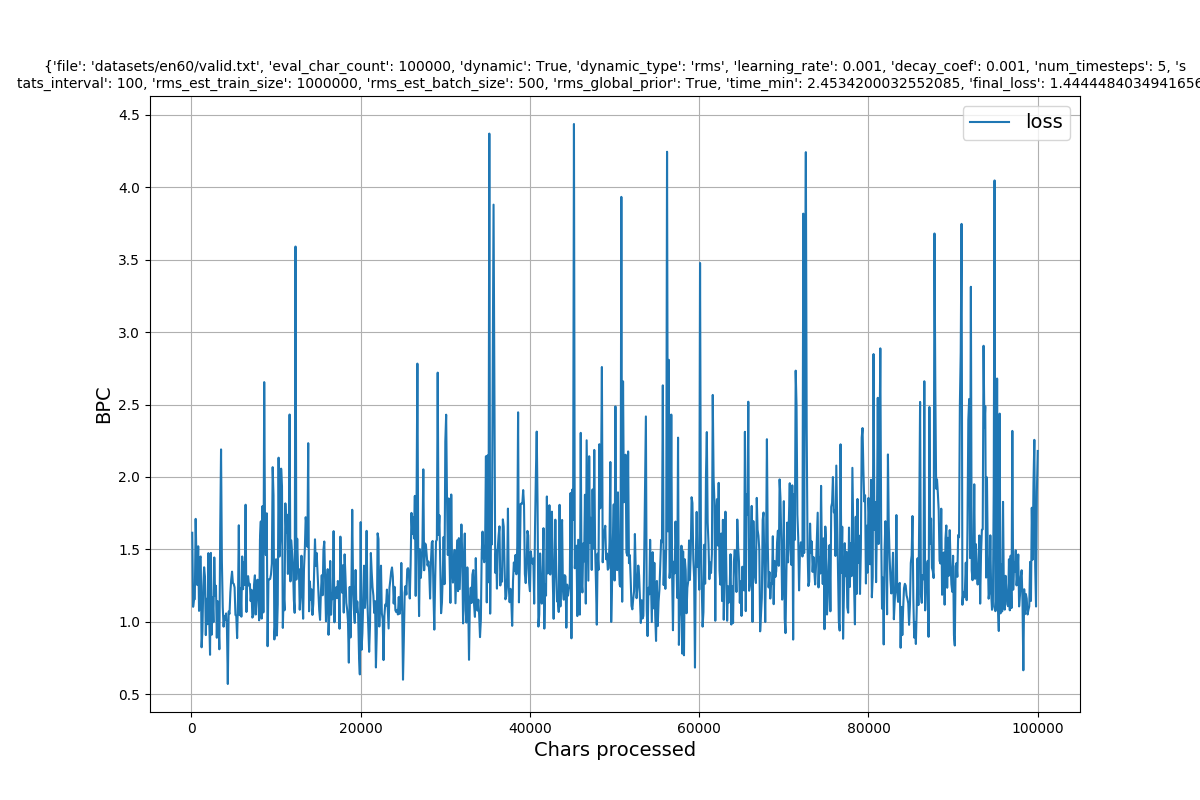 {'file': 'datasets/en60/valid.txt', 'eval_char_count': 100000, 'dynamic': True, 'dynamic_type': 'rms', 'learning_rate': 0.001, 'decay_coef': 0.001, 'num_timesteps': 5, 's
tats_interval': 100, 'rms_est_train_size': 1000000, 'rms_est_batch_size': 500, 'rms_global_prior': True, 'time_min': 2.4534200032552085, 'final_loss': 1.4444484034941656
loss
4.5
4.0
3.5
3.0
2.5
2.0
1.5
1.0
0.5
BPC
0 20000 40000 60000 80000 100000
Chars processed